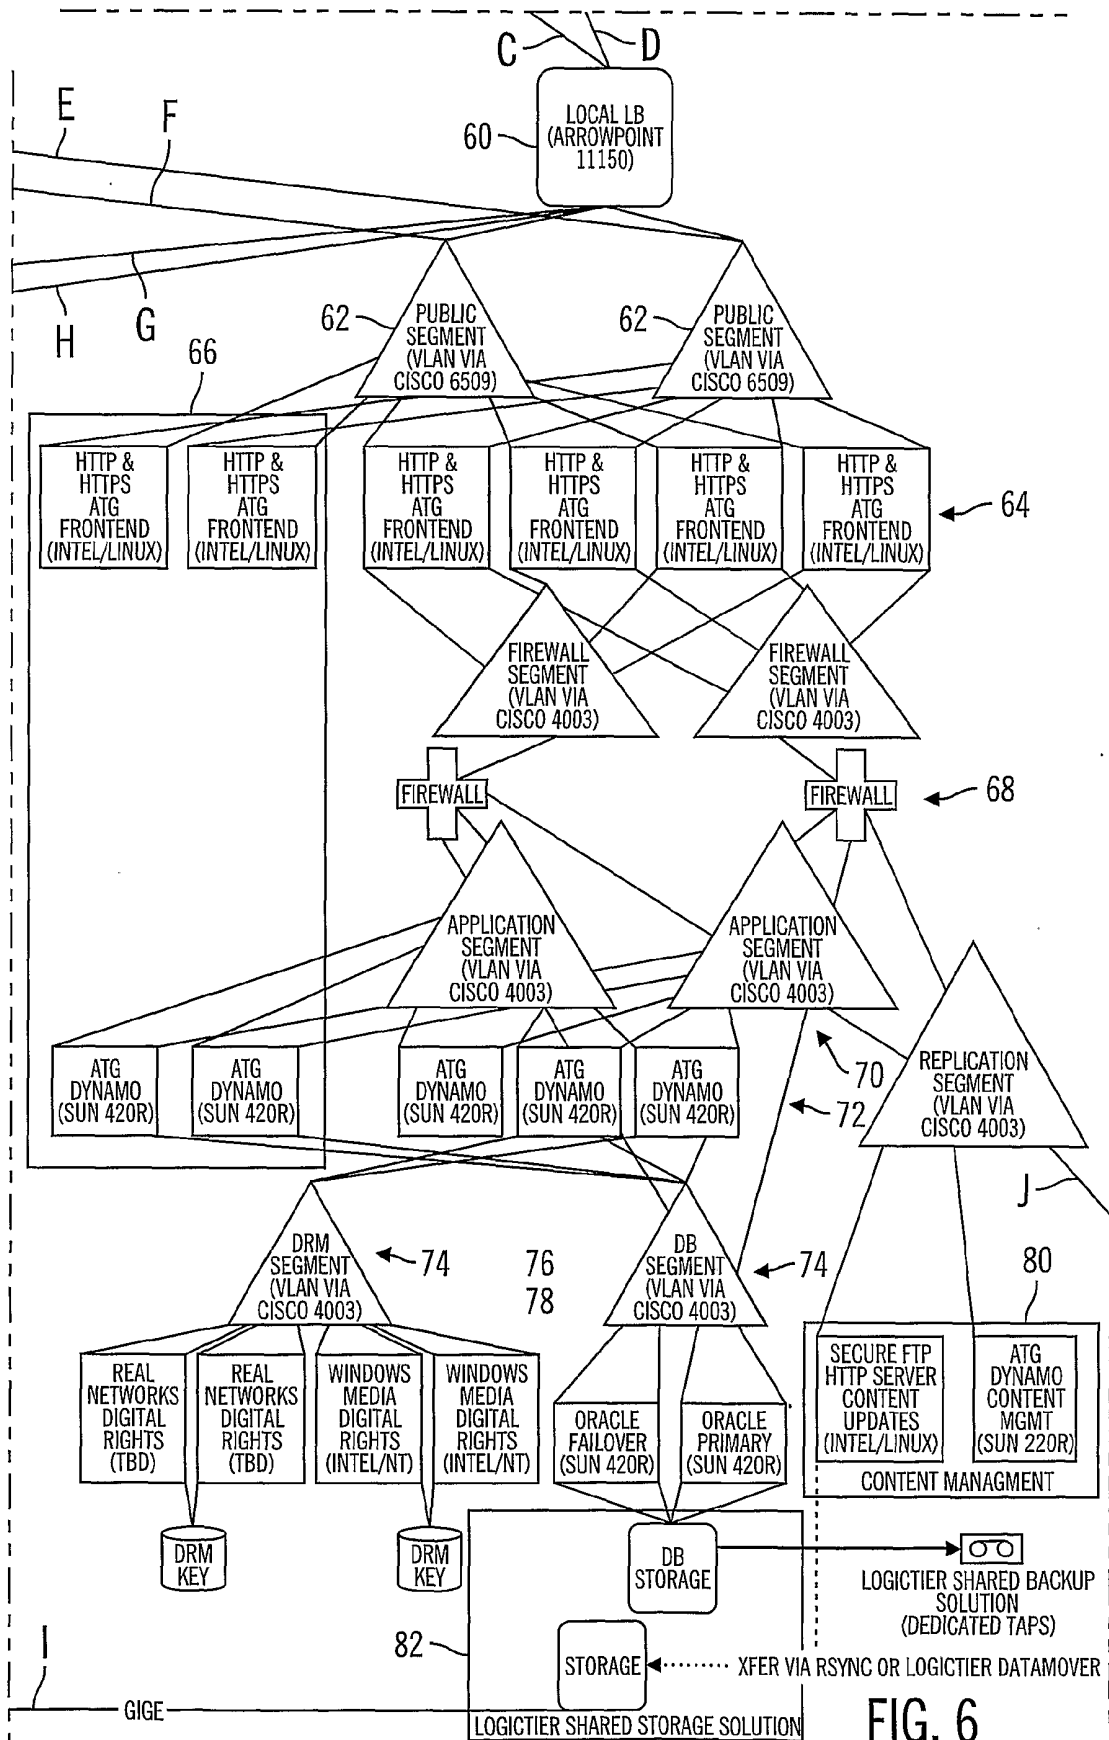 C
D
E
F
LOCAL LB
(ARROWPOINT
11150)
60
G
H
62
PUBLIC
SEGMENT
(VLAN VIA
CISCO 6509)
62
PUBLIC
SEGMENT
(VLAN VIA
CISCO 6509)
66
HTTP &
HTTPS
ATG
FRONTEND
(INTEL/LINUX)
HTTP &
HTTPS
ATG
FRONTEND
(INTEL/LINUX)
HTTP &
HTTPS
ATG
FRONTEND
(INTEL/LINUX)
HTTP &
HTTPS
ATG
FRONTEND
(INTEL/LINUX)
HTTP &
HTTPS
ATG
FRONTEND
(INTEL/LINUX)
HTTP &
HTTPS
ATG
FRONTEND
(INTEL/LINUX)
64
FIREWALL
SEGMENT
(VLAN VIA
CISCO 4003)
FIREWALL
SEGMENT
(VLAN VIA
CISCO 4003)
FIREWALL
FIREWALL
68
APPLICATION
SEGMENT
(VLAN VIA
CISCO 4003)
APPLICATION
SEGMENT
(VLAN VIA
CISCO 4003)
ATG
DYNAMO
(SUN 420R)
ATG
DYNAMO
(SUN 420R)
ATG
DYNAMO
(SUN 420R)
ATG
DYNAMO
(SUN 420R)
ATG
DYNAMO
(SUN 420R)
70
72
REPLICATION
SEGMENT
(VLAN VIA
CISCO 4003)
J
DRM
SEGMENT
(VLAN VIA
CISCO 4003)
74
76
78
DB
SEGMENT
(VLAN VIA
CISCO 4003)
74
80
REAL
NETWORKS
DIGITAL
RIGHTS
(TBD)
REAL
NETWORKS
DIGITAL
RIGHTS
(TBD)
WINDOWS
MEDIA
DIGITAL
RIGHTS
(INTEL/NT)
WINDOWS
MEDIA
DIGITAL
RIGHTS
(INTEL/NT)
ORACLE
FAILOVER
(SUN 420R)
ORACLE
PRIMARY
(SUN 420R)
SECURE FTP
HTTP SERVER
CONTENT
UPDATES
(INTEL/LINUX)
ATG
DYNAMO
CONTENT
MGMT
(SUN 220R)
CONTENT MANAGMENT
DRM
KEY
DRM
KEY
DB
STORAGE
LOGICTIER SHARED BACKUP
SOLUTION
(DEDICATED TAPS)
82
STORAGE
XFER VIA RSYNC OR LOGICTIER DATAMOVER
I
GIGE
LOGICTIER SHARED STORAGE SOLUTION
FIG. 6